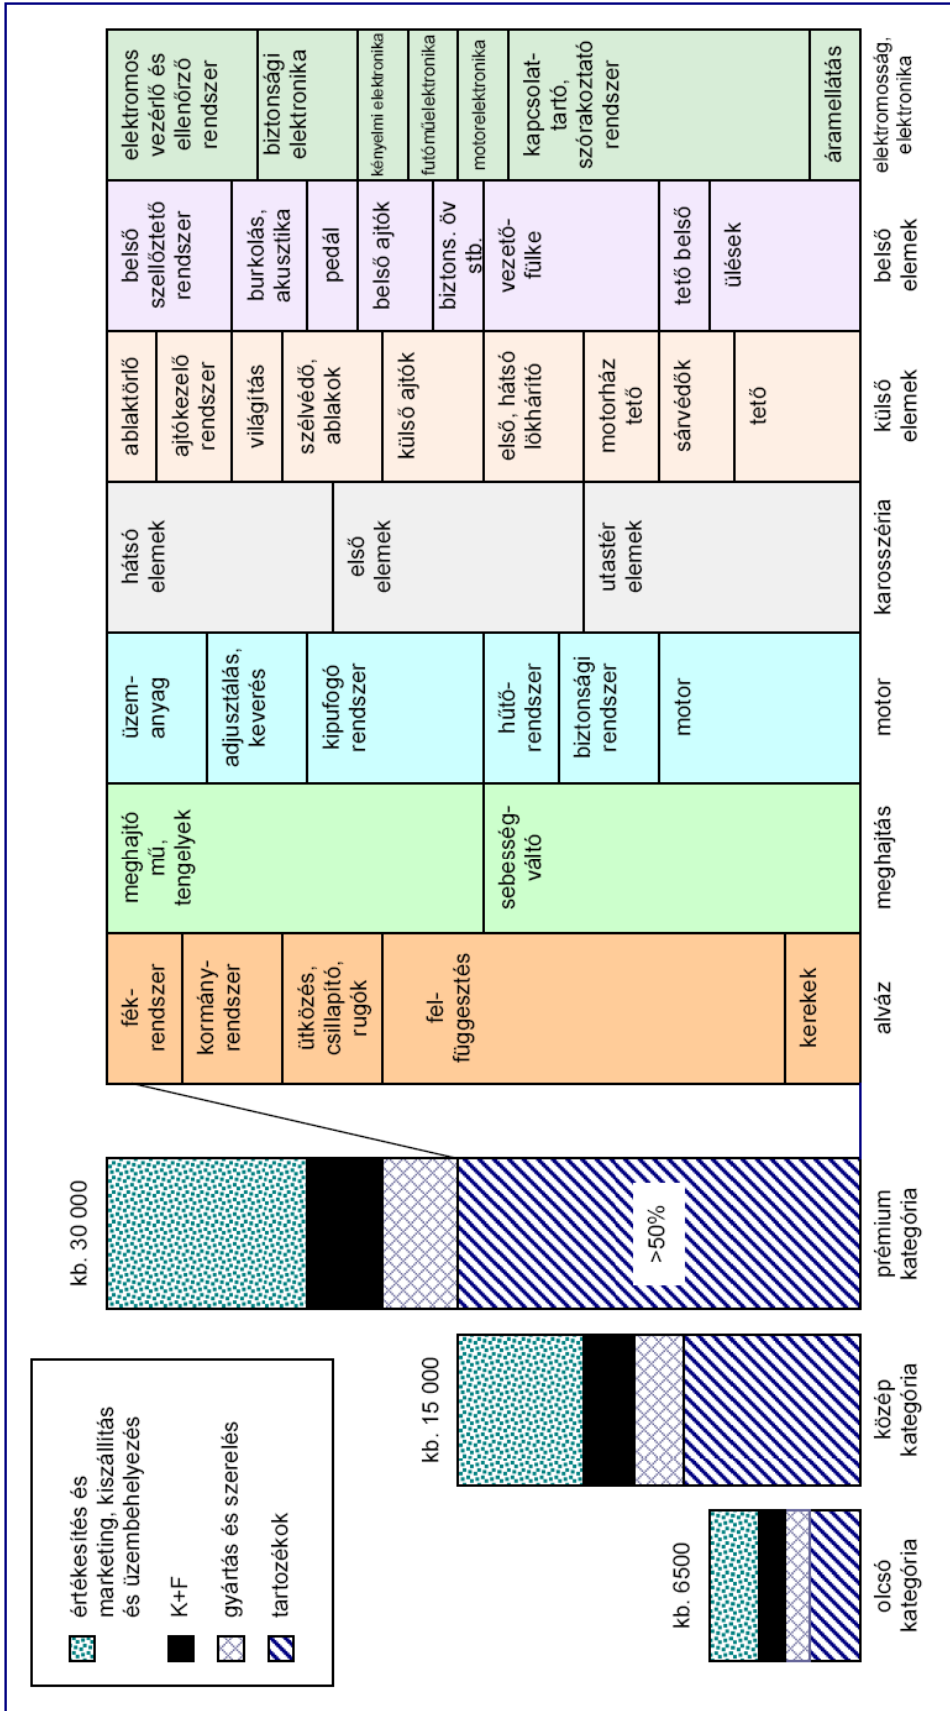 értékesítés és
marketing, kiszállítás
és üzembehelyezés
K+F
gyártás és szerelés
tartozékok
kb. 6500
olcsó
kategória
kb. 15 000
közép
kategória
kb. 30 000
>50%
prémium
kategória
fék-
rendszer
kormány-
rendszer
ütközés,
csillapító,
rugók
fel-
függesztés
kerekek
alváz
meghajtó
mű,
tengelyek
sebesség-
váltó
meghajtás
üzem-
anyag
adjusztálás,
keverés
kipufogó
rendszer
hűtő-
rendszer
biztonsági
rendszer
motor
motor
hátsó
elemek
első
elemek
utastér
elemek
karosszéria
ablaktörlő
ajtókezelő
rendszer
világítás
szélvédő,
ablakok
külső ajtók
első, hátsó
lökhárító
motorház
tető
sárvédők
tető
külső
elemek
belső
szellőztető
rendszer
burkolás,
akusztika
pedál
belső ajtók
biztons. öv
stb.
vezető-
fülke
tető belső
ülések
belső
elemek
elektromos
vezérlő és
ellenőrző
rendszer
biztonsági
elektronika
kényelmi elektronika
futóműelektronika
motorelektronika
kapcsolat-
tartó,
szórakoztató
rendszer
áramellátás
elektromosság,
elektronika